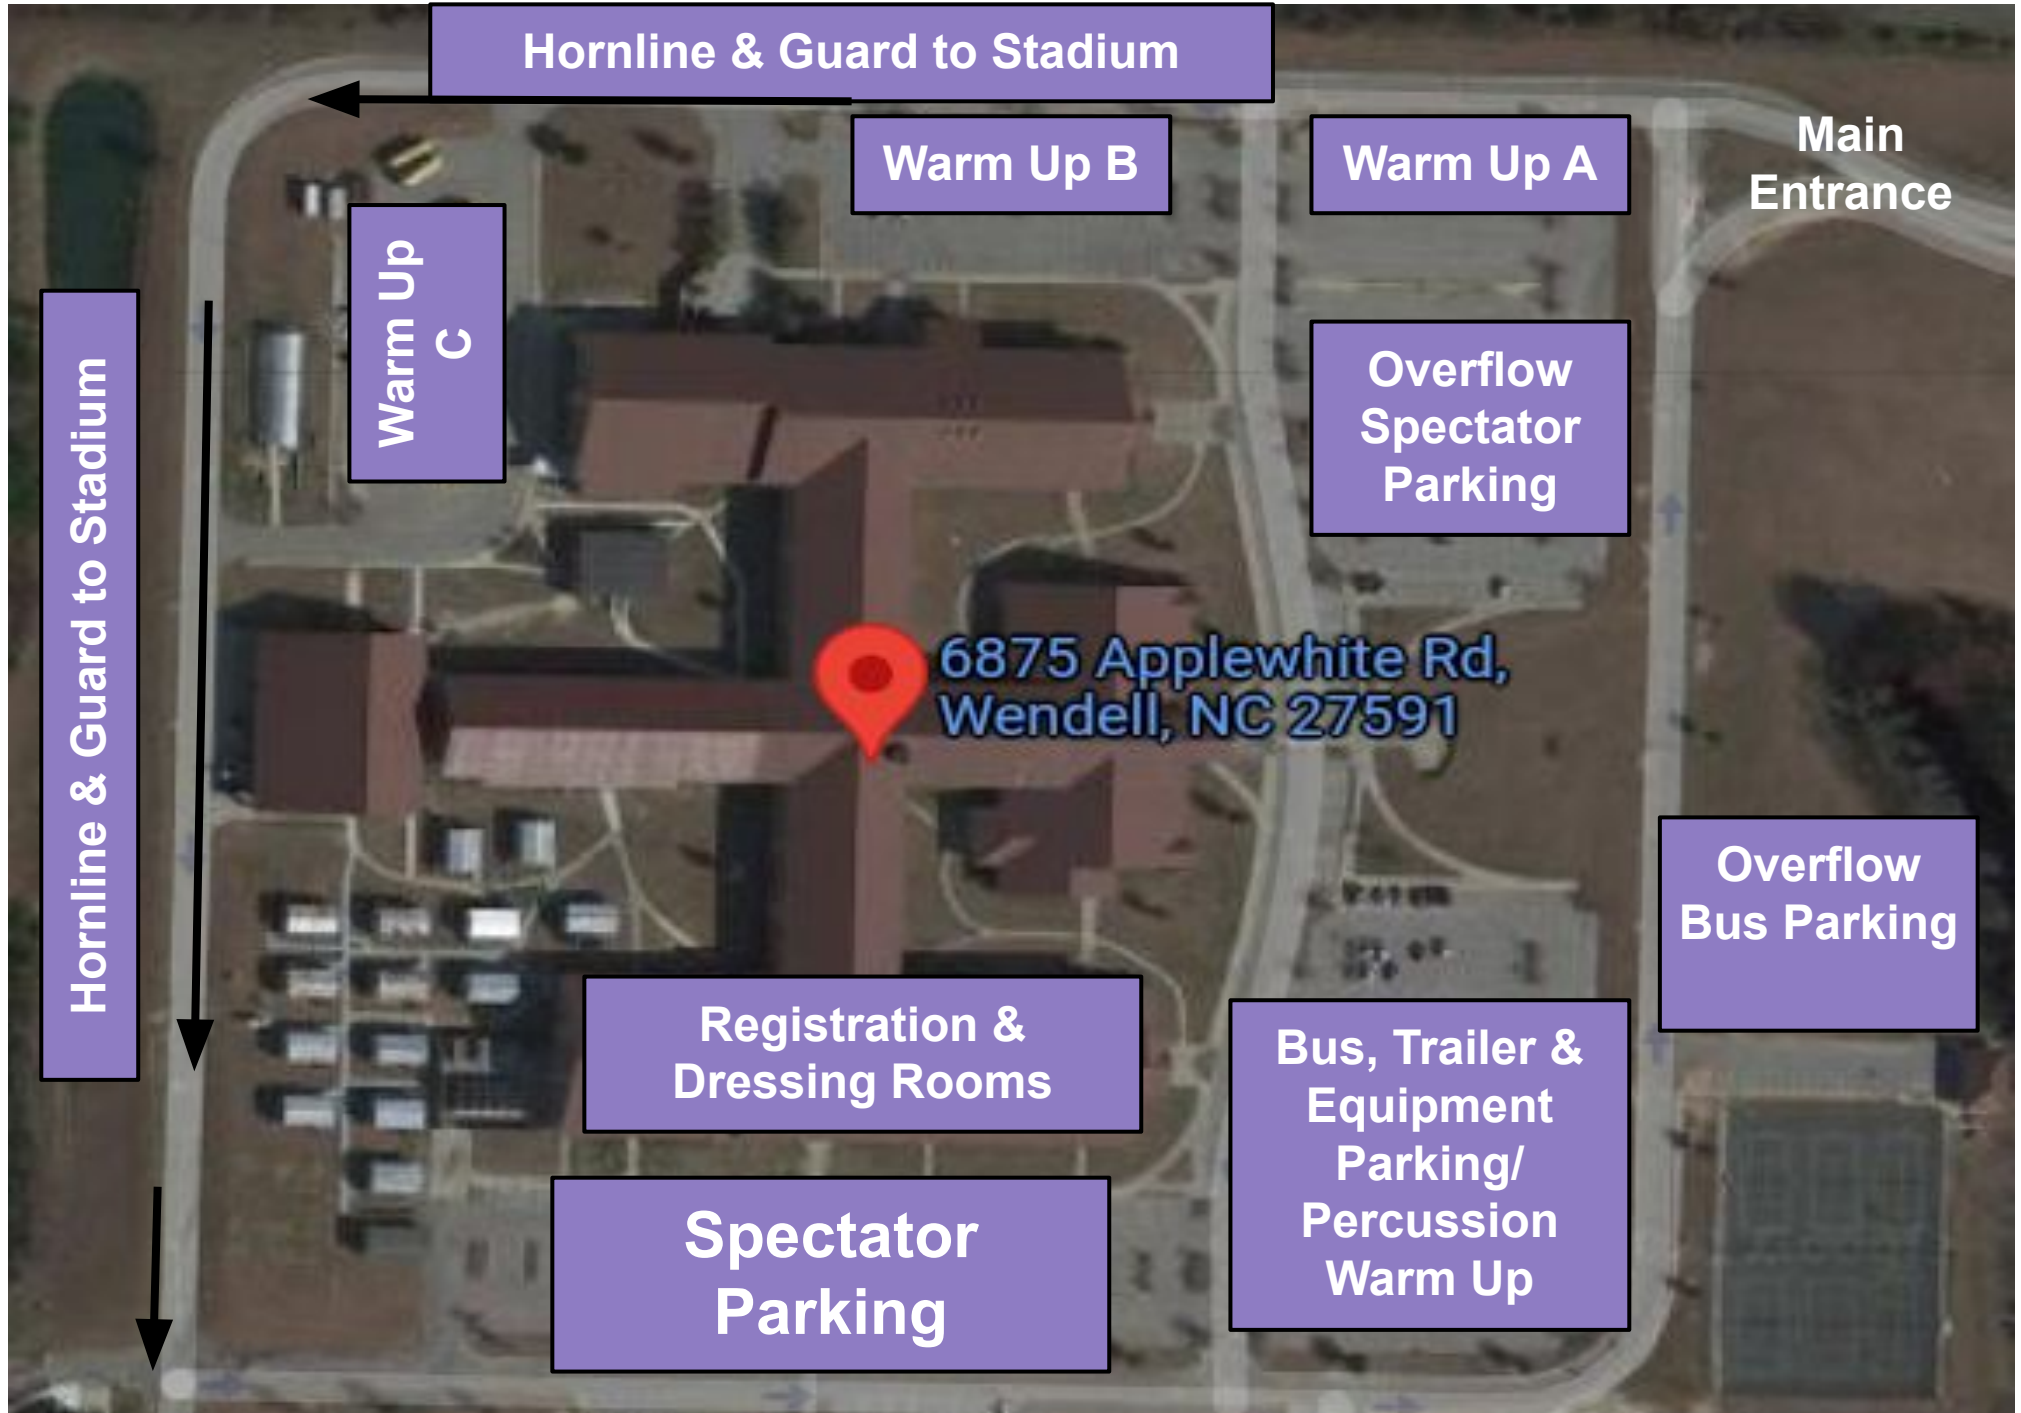 Hornline & Guard to Stadium
Warm Up B
Warm Up A
Main
Entrance
Warm Up
C
Overflow
Spectator
Parking
Hornline & Guard to Stadium
6875 Applewhite Rd,
Wendell, NC 27591
Overflow
Bus Parking
Registration &
Dressing Rooms
Bus, Trailer &
Equipment
Parking/
Percussion
Warm Up
Spectator
Parking